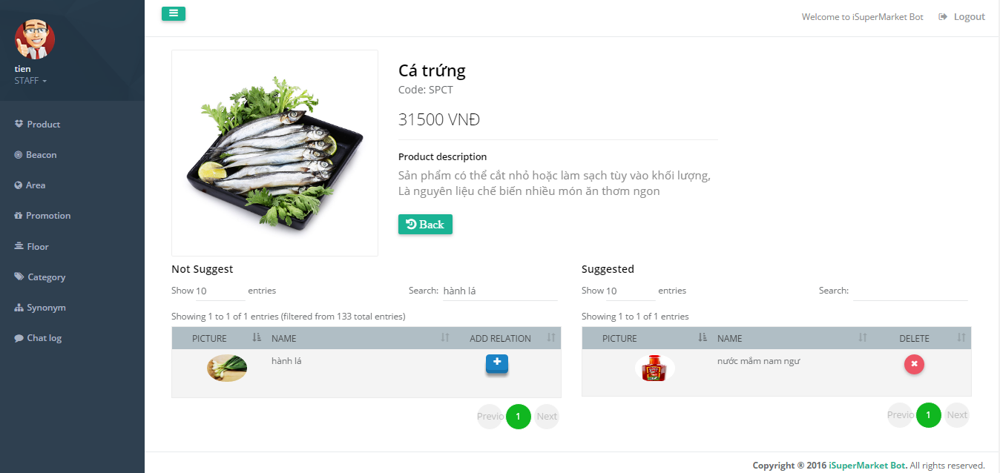 Welcome to iSuperMarket Bot
Logout
tien
STAFF
Product
Beacon
Area
Promotion
Floor
Category
Synonym
Chat log
Cá trứng
Code: SPCT
31500 VNĐ
Product description
Sản phẩm có thể cắt nhỏ hoặc làm sạch tùy vào khối lượng,
Là nguyên liệu chế biến nhiều món ăn thơm ngon
Back
Not Suggest
Show 10 entries
Search: hành lá
Showing 1 to 1 of 1 entries (filtered from 133 total entries)
PICTURE NAME ADD RELATION
hành lá
Previo 1 Next
Suggested
Show 10 entries
Search:
Showing 1 to 1 of 1 entries
PICTURE NAME DELETE
nước mắm nam ngư
Previo 1 Next
Copyright © 2016 iSuperMarket Bot. All rights reserved.